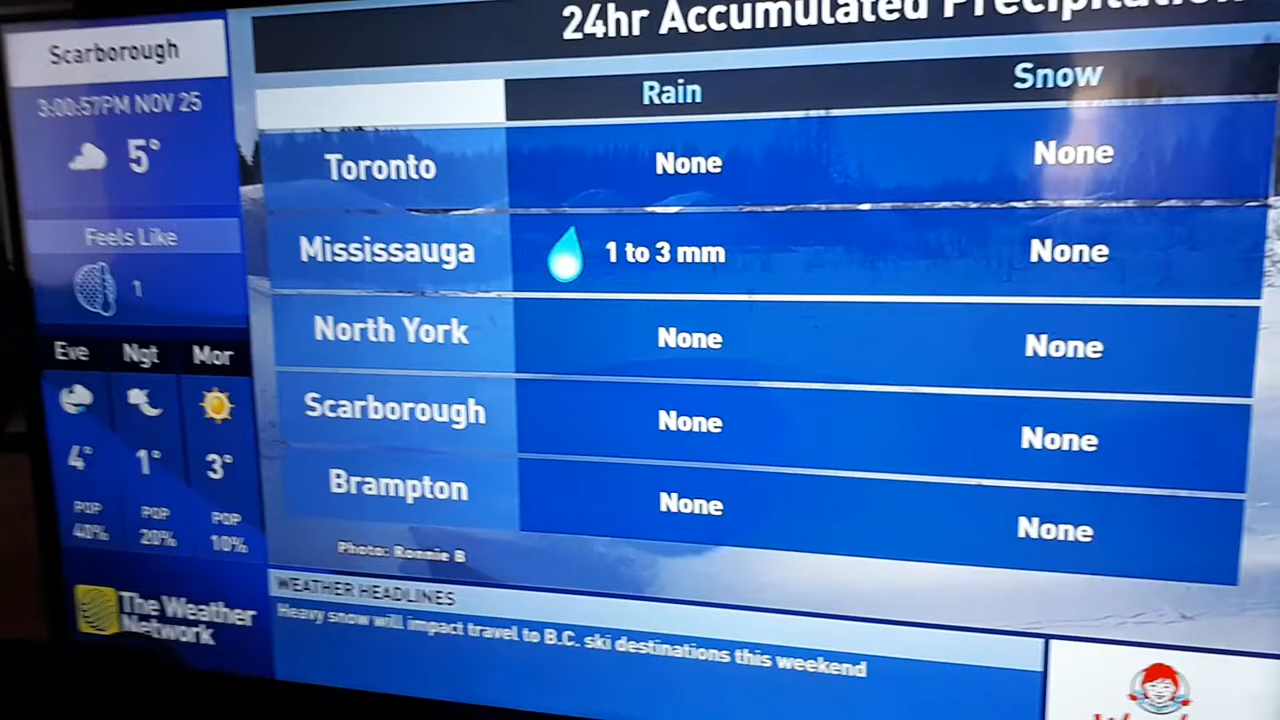 24hr Accumulated Precipitation
Scarborough
3:00:57PM NOV 25
5°
Feels Like
1
Eve Ngt Mor
4° 1° 3°
POP POP POP
40% 20% 10%
The Weather
Network
Rain Snow
Toronto None None
Mississauga 1 to 3 mm None
North York None None
Scarborough None None
Brampton None None
Photo: Ronnie B
WEATHER HEADLINES
Heavy snow will impact travel to B.C. ski destinations this weekend